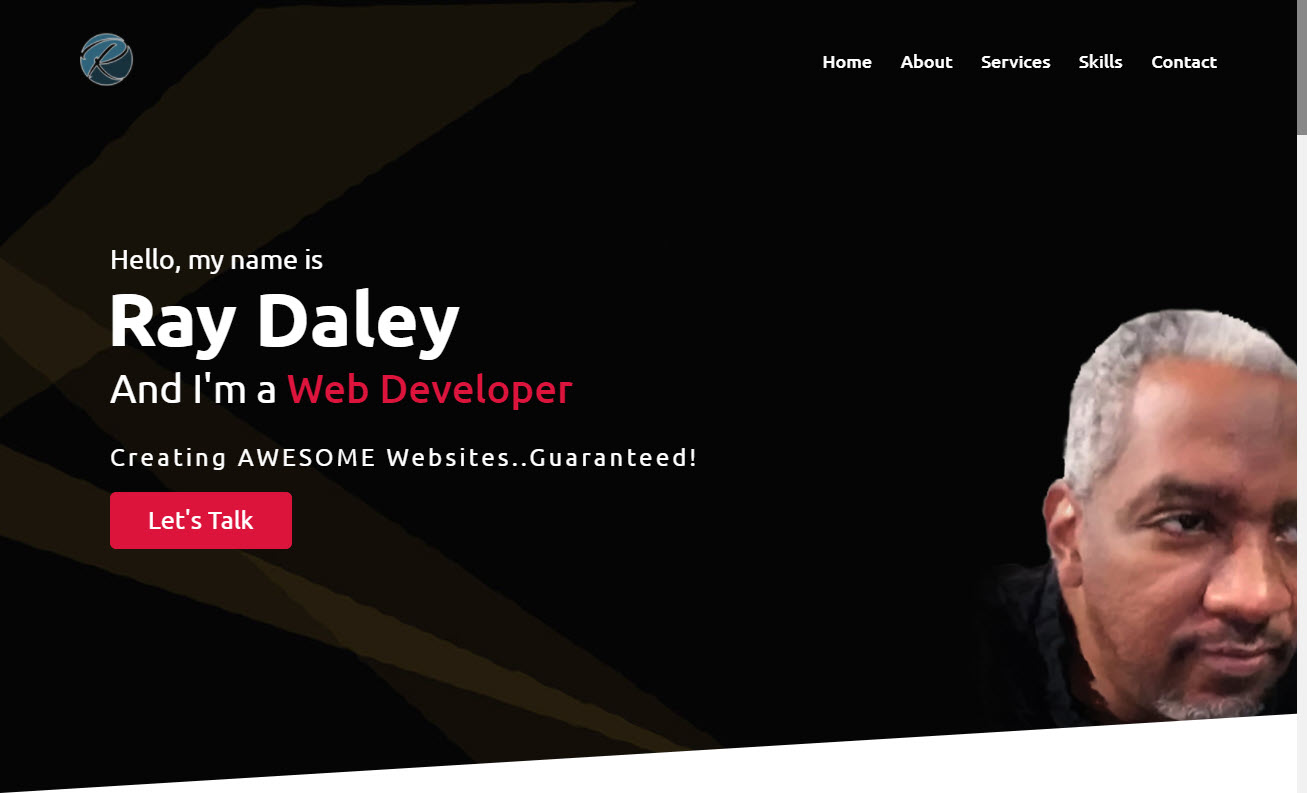 R
Home About Services Skills Contact
Hello, my name is
Ray Daley
And I'm a Web Developer
Creating AWESOME Websites..Guaranteed!
Let's Talk